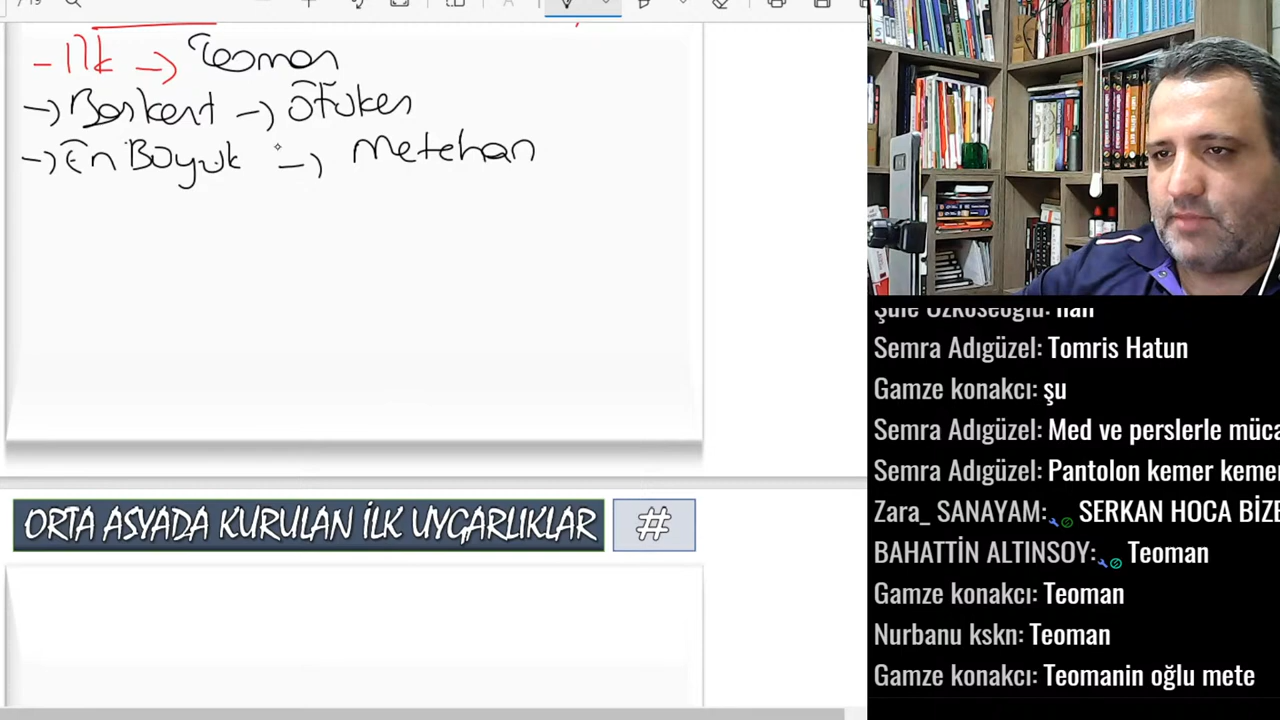 - İlk → Teoman
→ Başkent → Ötüken
→ En Büyük → Metehan
ORTA ASYADA KURULAN İLK UYGARLIKLAR #
Semra Adıgüzel: Tomris Hatun
Gamze konakcı: şu
Semra Adıgüzel: Med ve perslerle müca
Semra Adıgüzel: Pantolon kemer kemer
Zara_ SANAYAM: SERKAN HOCA BİZE
BAHATTİN ALTINSOY: Teoman
Gamze konakcı: Teoman
Nurbanu kskn: Teoman
Gamze konakcı: Teomanin oğlu mete